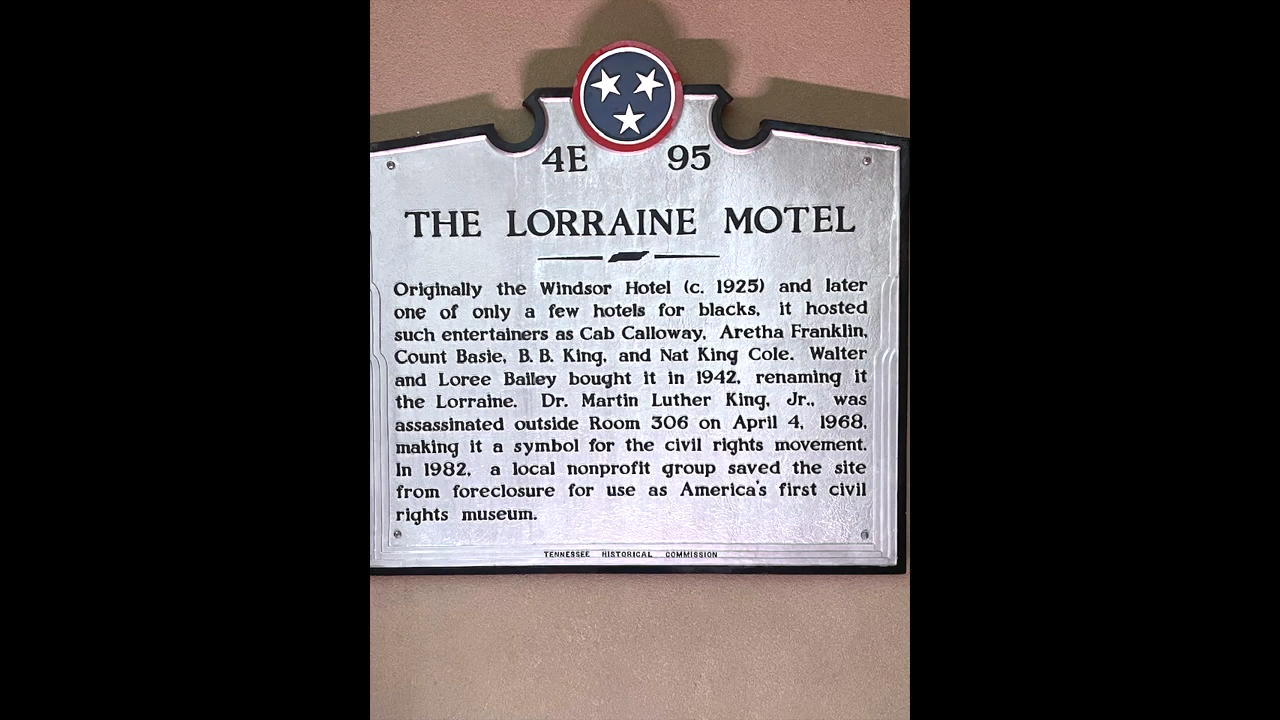 4E 95
THE LORRAINE MOTEL
Originally the Windsor Hotel (c. 1925) and later
one of only a few hotels for blacks, it hosted
such entertainers as Cab Calloway, Aretha Franklin,
Count Basie, B. B. King, and Nat King Cole. Walter
and Loree Bailey bought it in 1942, renaming it
the Lorraine. Dr. Martin Luther King, Jr., was
assassinated outside Room 306 on April 4, 1968,
making it a symbol for the civil rights movement.
In 1982, a local nonprofit group saved the site
from foreclosure for use as America's first civil
rights museum.
TENNESSEE HISTORICAL COMMISSION